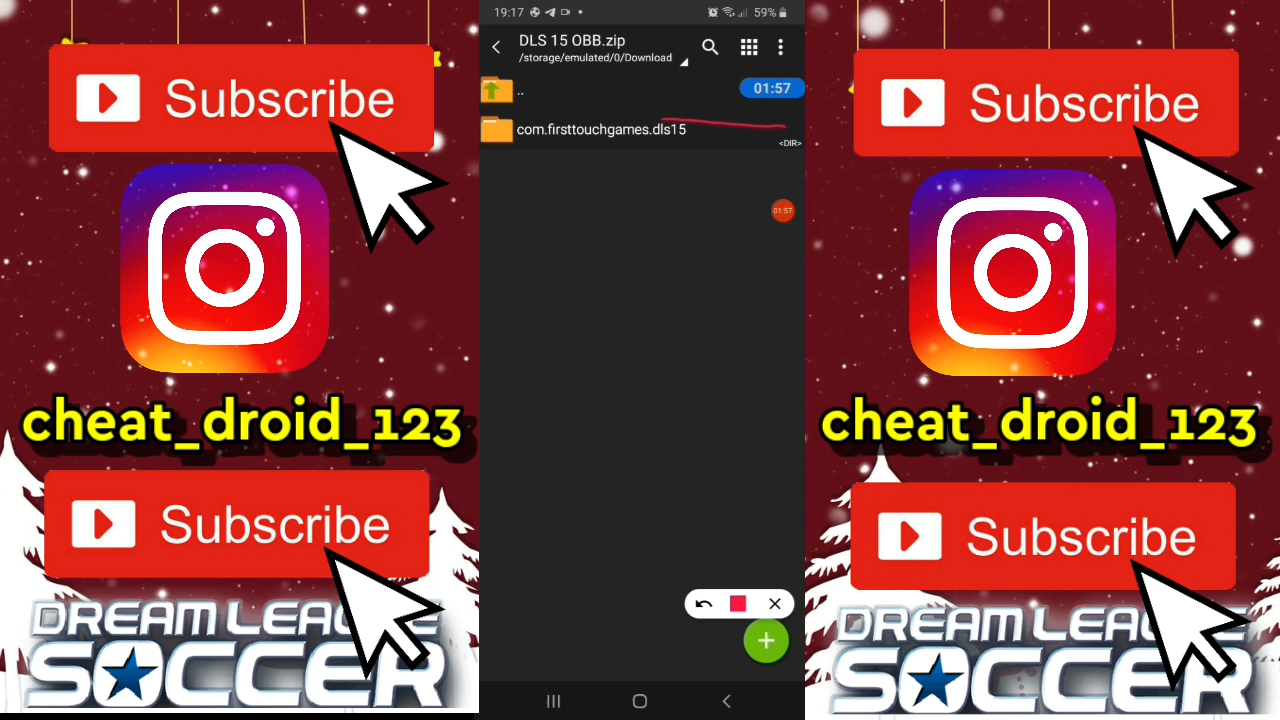 Subscribe
cheat_droid_123
Subscribe
DREAM LEAGUE
SOCCER
19:17
59%
DLS 15 OBB.zip
/storage/emulated/0/Download
..
01:57
com.firsttouchgames.dls15
<DIR>
01:57
Subscribe
cheat_droid_123
Subscribe
DREAM LEAGUE
SOCCER